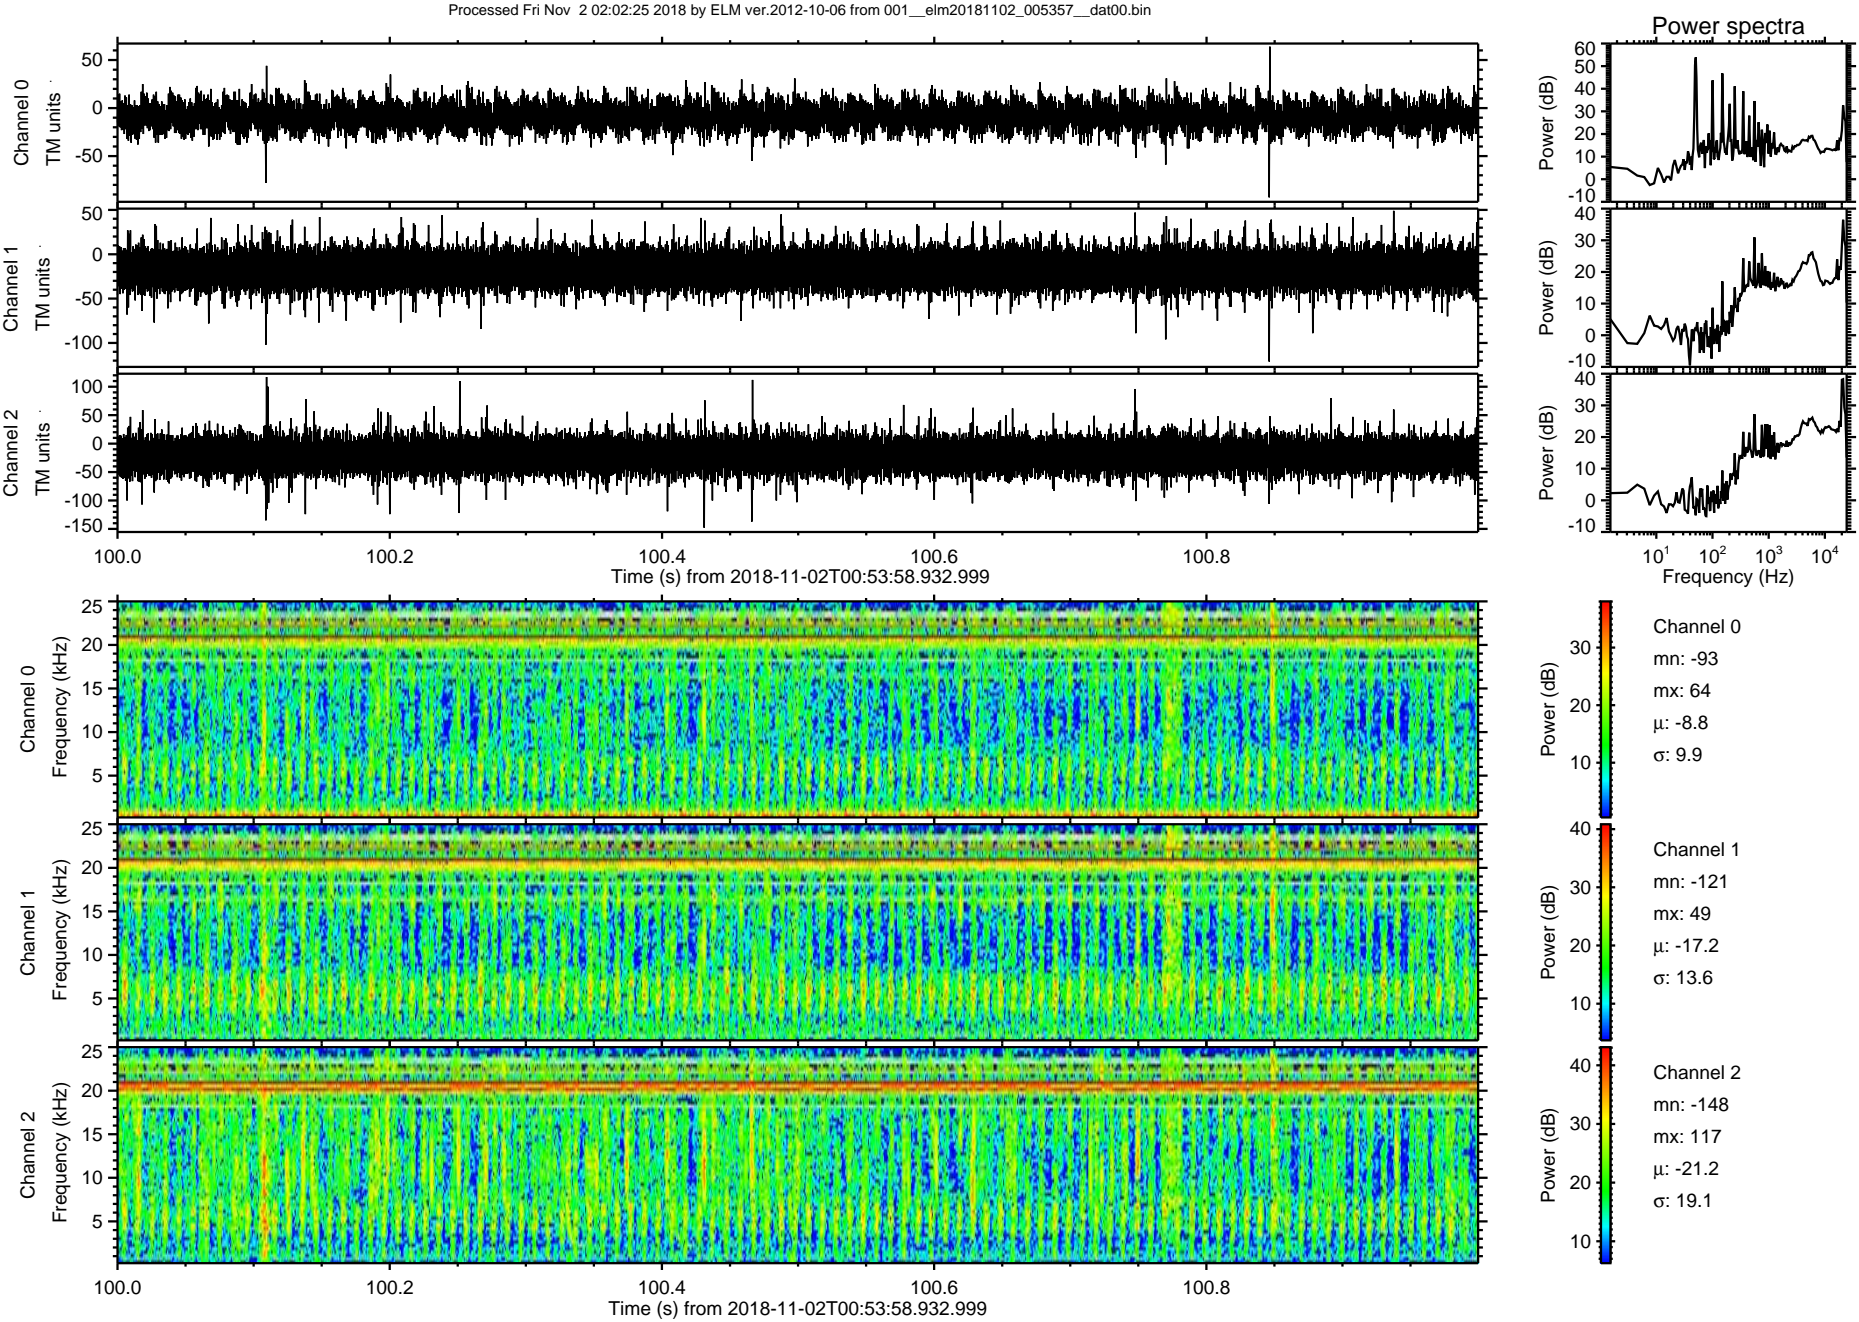 Processed Fri Nov 2 02:02:25 2018 by ELM ver.2012-10-06 from 001__elm20181102_005357__dat00.bin
Power spectra
Channel 0
TM units
50
0
-50
Power (dB)
60
50
40
30
20
10
0
-10
Channel 1
TM units
50
0
-50
-100
Power (dB)
40
30
20
10
0
-10
Channel 2
TM units
100
50
0
-50
-100
-150
Power (dB)
40
30
20
10
0
-10
100.0 100.2 100.4 100.6 100.8
Time (s) from 2018-11-02T00:53:58.932.999
10^1 10^2 10^3 10^4
Frequency (Hz)
Channel 0
Frequency (kHz)
25
20
15
10
5
Power (dB)
30
20
10
Channel 0
mn: -93
mx: 64
μ: -8.8
σ: 9.9
Channel 1
Frequency (kHz)
25
20
15
10
5
Power (dB)
40
30
20
10
Channel 1
mn: -121
mx: 49
μ: -17.2
σ: 13.6
Channel 2
Frequency (kHz)
25
20
15
10
5
Power (dB)
40
30
20
10
Channel 2
mn: -148
mx: 117
μ: -21.2
σ: 19.1
100.0 100.2 100.4 100.6 100.8
Time (s) from 2018-11-02T00:53:58.932.999